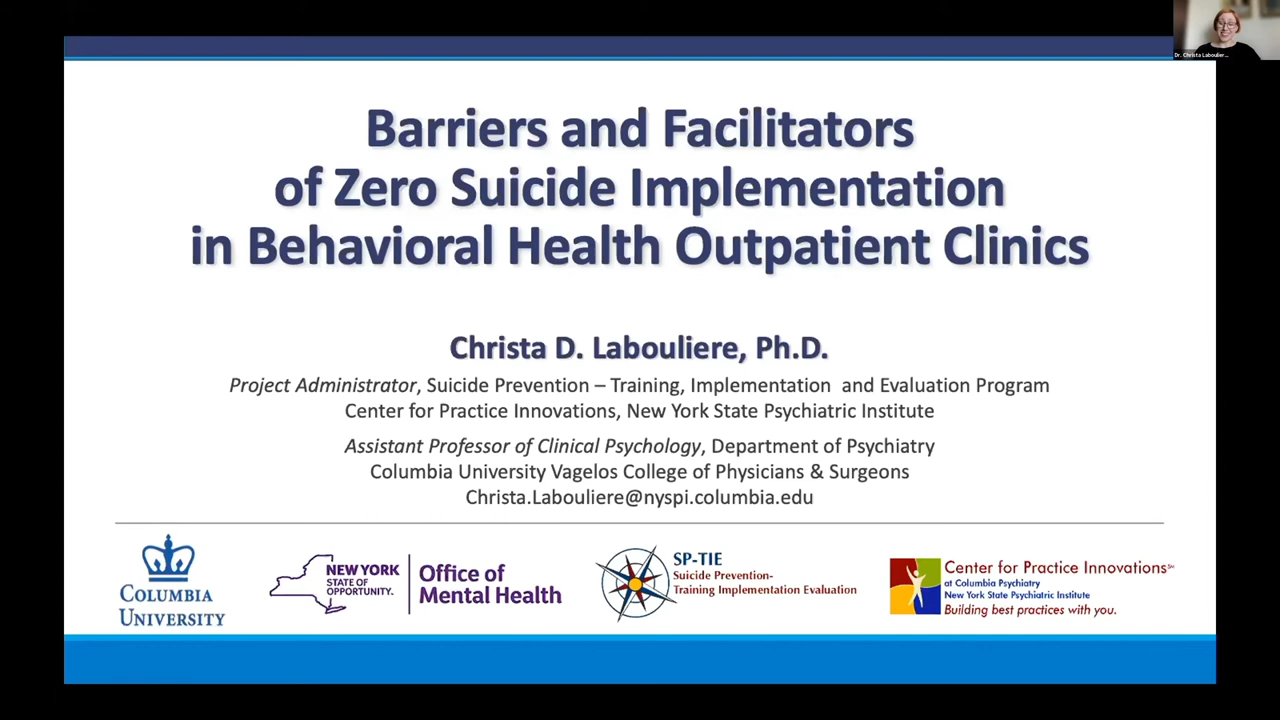 Dr. Christa Laboulier...
Barriers and Facilitators
of Zero Suicide Implementation
in Behavioral Health Outpatient Clinics
Christa D. Labouliere, Ph.D.
Project Administrator, Suicide Prevention – Training, Implementation and Evaluation Program
Center for Practice Innovations, New York State Psychiatric Institute
Assistant Professor of Clinical Psychology, Department of Psychiatry
Columbia University Vagelos College of Physicians & Surgeons
Christa.Labouliere@nyspi.columbia.edu
COLUMBIA
UNIVERSITY
NEW YORK
STATE OF
OPPORTUNITY.
Office of
Mental Health
SP-TIE
Suicide Prevention-
Training Implementation Evaluation
Center for Practice Innovations℠
at Columbia Psychiatry
New York State Psychiatric Institute
Building best practices with you.